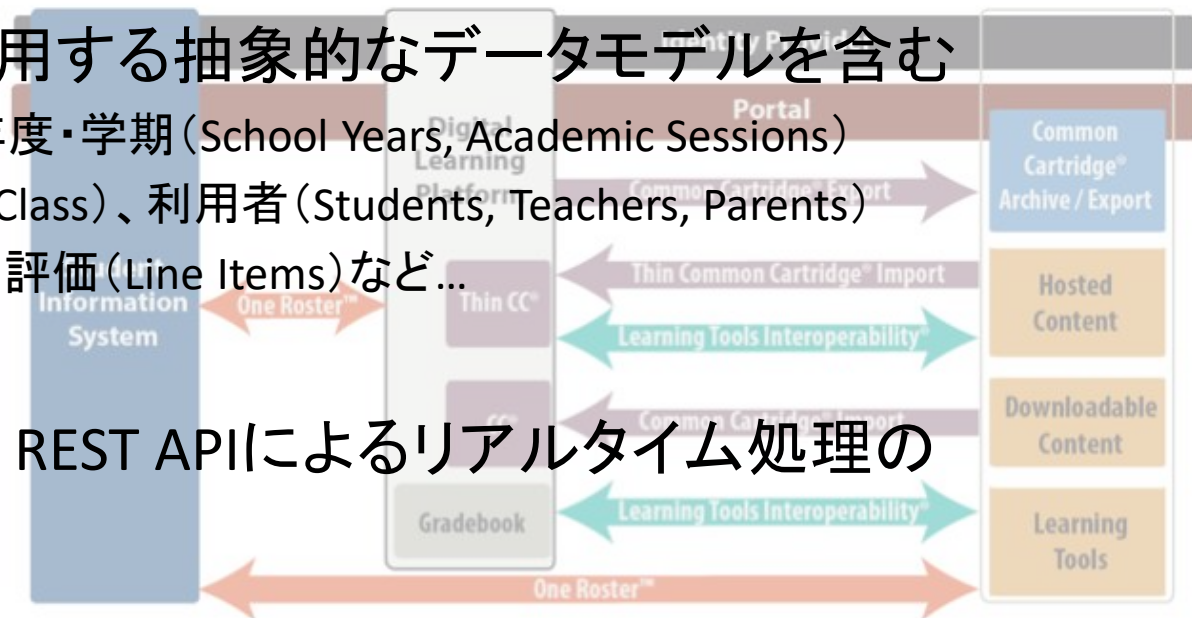 用する抽象的なデータモデルを含む
年度・学期（School Years, Academic Sessions）
Class）、利用者（Students, Teachers, Parents）
評価（Line Items）など…
REST APIによるリアルタイム処理の
Identity Provider
Portal
Student
Information
System
One Roster™
Digital
Learning
Platform
Thin CC®
CC®
Gradebook
Common Cartridge® Export
Thin Common Cartridge® Import
Learning Tools Interoperability®
Common Cartridge® Import
Learning Tools Interoperability®
One Roster™
Common
Cartridge®
Archive / Export
Hosted
Content
Downloadable
Content
Learning
Tools